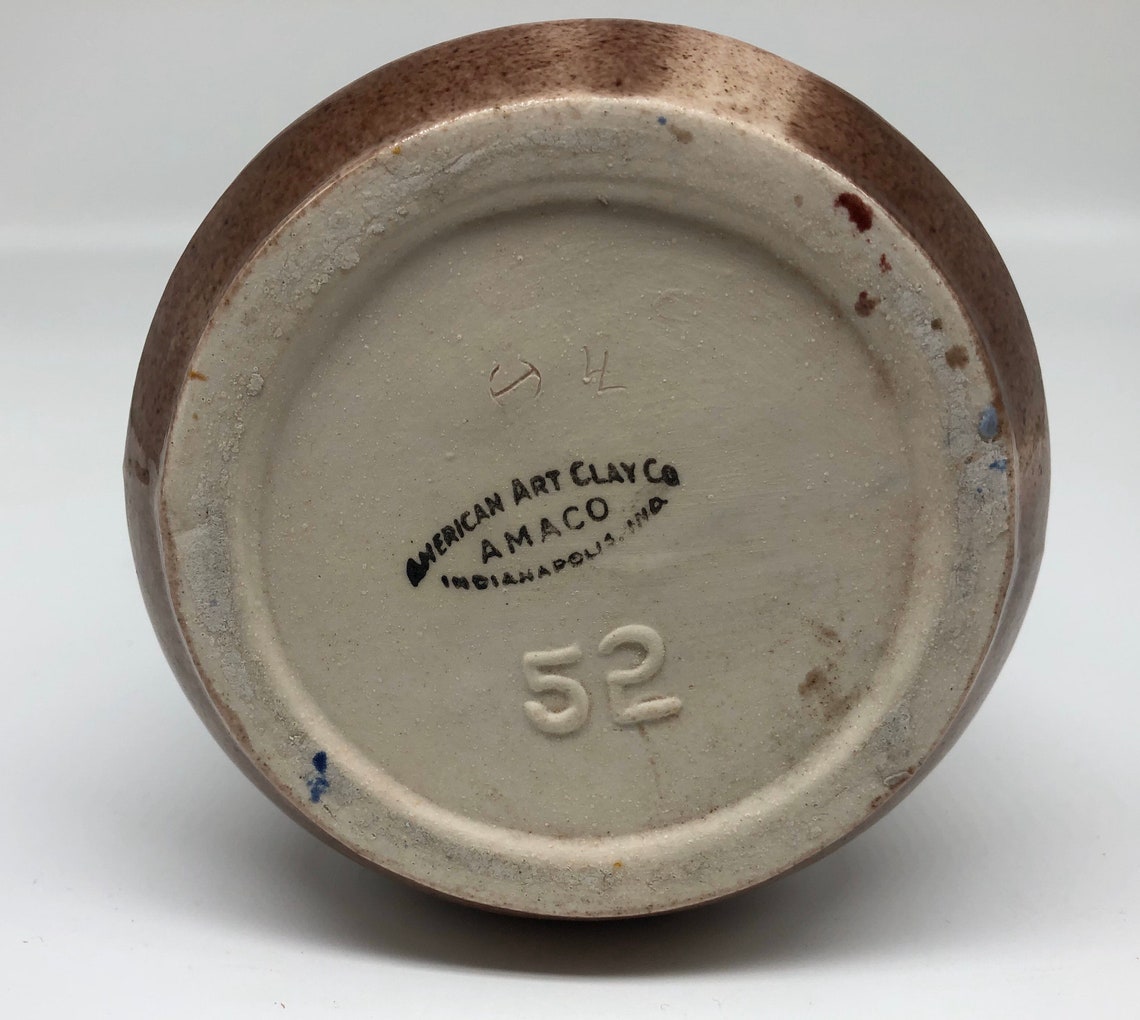 AMERICAN ART CLAY CO
AMACO
INDIANAPOLIS, IND
52